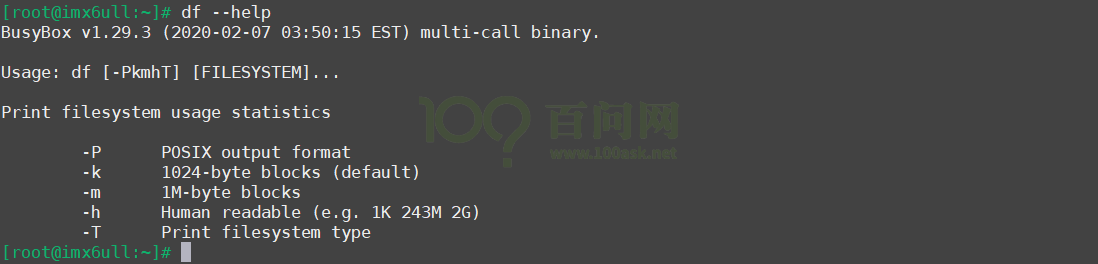 [root@imx6ull:~]# df --help
BusyBox v1.29.3 (2020-02-07 03:50:15 EST) multi-call binary.
Usage: df [-PkmhT] [FILESYSTEM]...
Print filesystem usage statistics
-P POSIX output format
-k 1024-byte blocks (default)
-m 1M-byte blocks
-h Human readable (e.g. 1K 243M 2G)
-T Print filesystem type
[root@imx6ull:~]#
100? 百问网
www.100ask.net